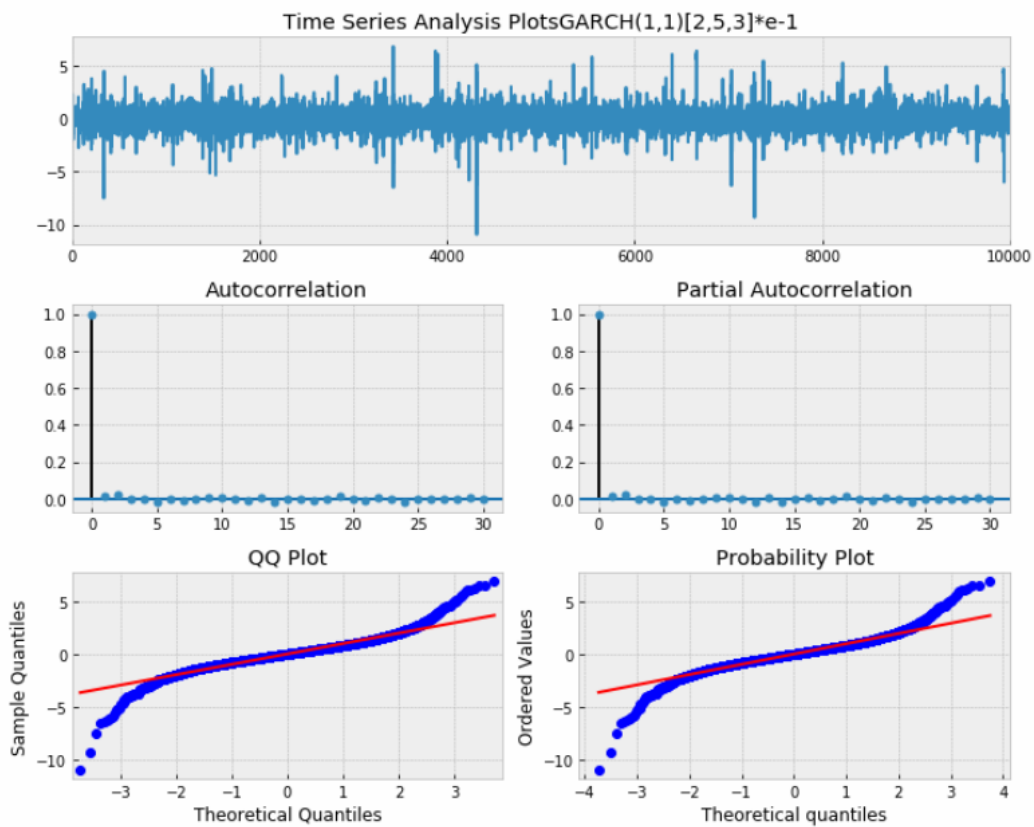 Time Series Analysis PlotsGARCH(1,1)[2,5,3]*e-1
5
0
−5
−10
0 2000 4000 6000 8000 10000
Autocorrelation
1.0
0.8
0.6
0.4
0.2
0.0
0 5 10 15 20 25 30
Partial Autocorrelation
1.0
0.8
0.6
0.4
0.2
0.0
0 5 10 15 20 25 30
QQ Plot
Sample Quantiles
5
0
−5
−10
−3 −2 −1 0 1 2 3
Theoretical Quantiles
Probability Plot
Ordered Values
5
0
−5
−10
−4 −3 −2 −1 0 1 2 3 4
Theoretical quantiles